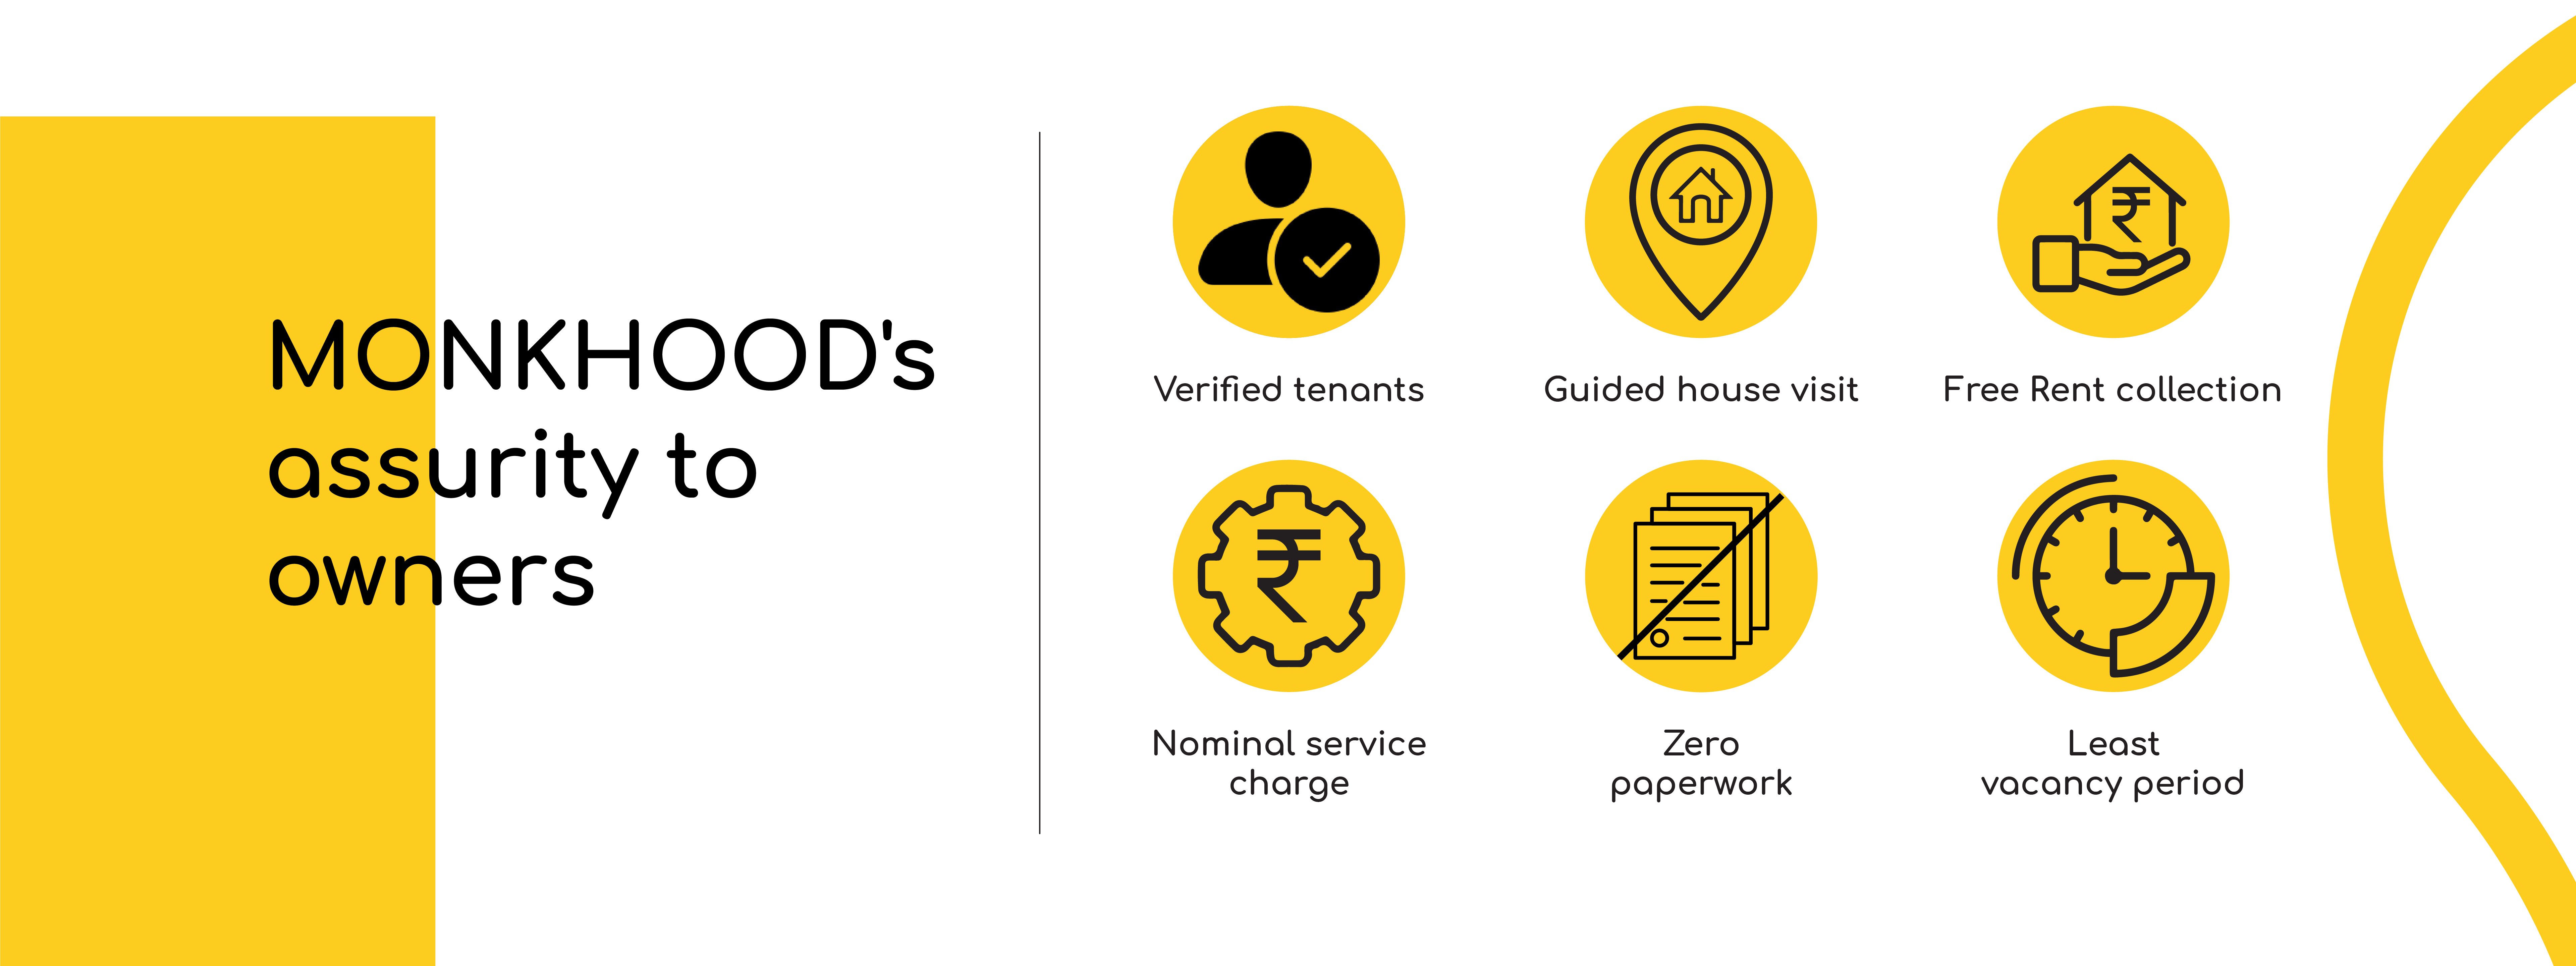 MONKHOOD's
assurity to
owners
Verified tenants
Guided house visit
Free Rent collection
₹
₹
Nominal service
charge
Zero
paperwork
Least
vacancy period